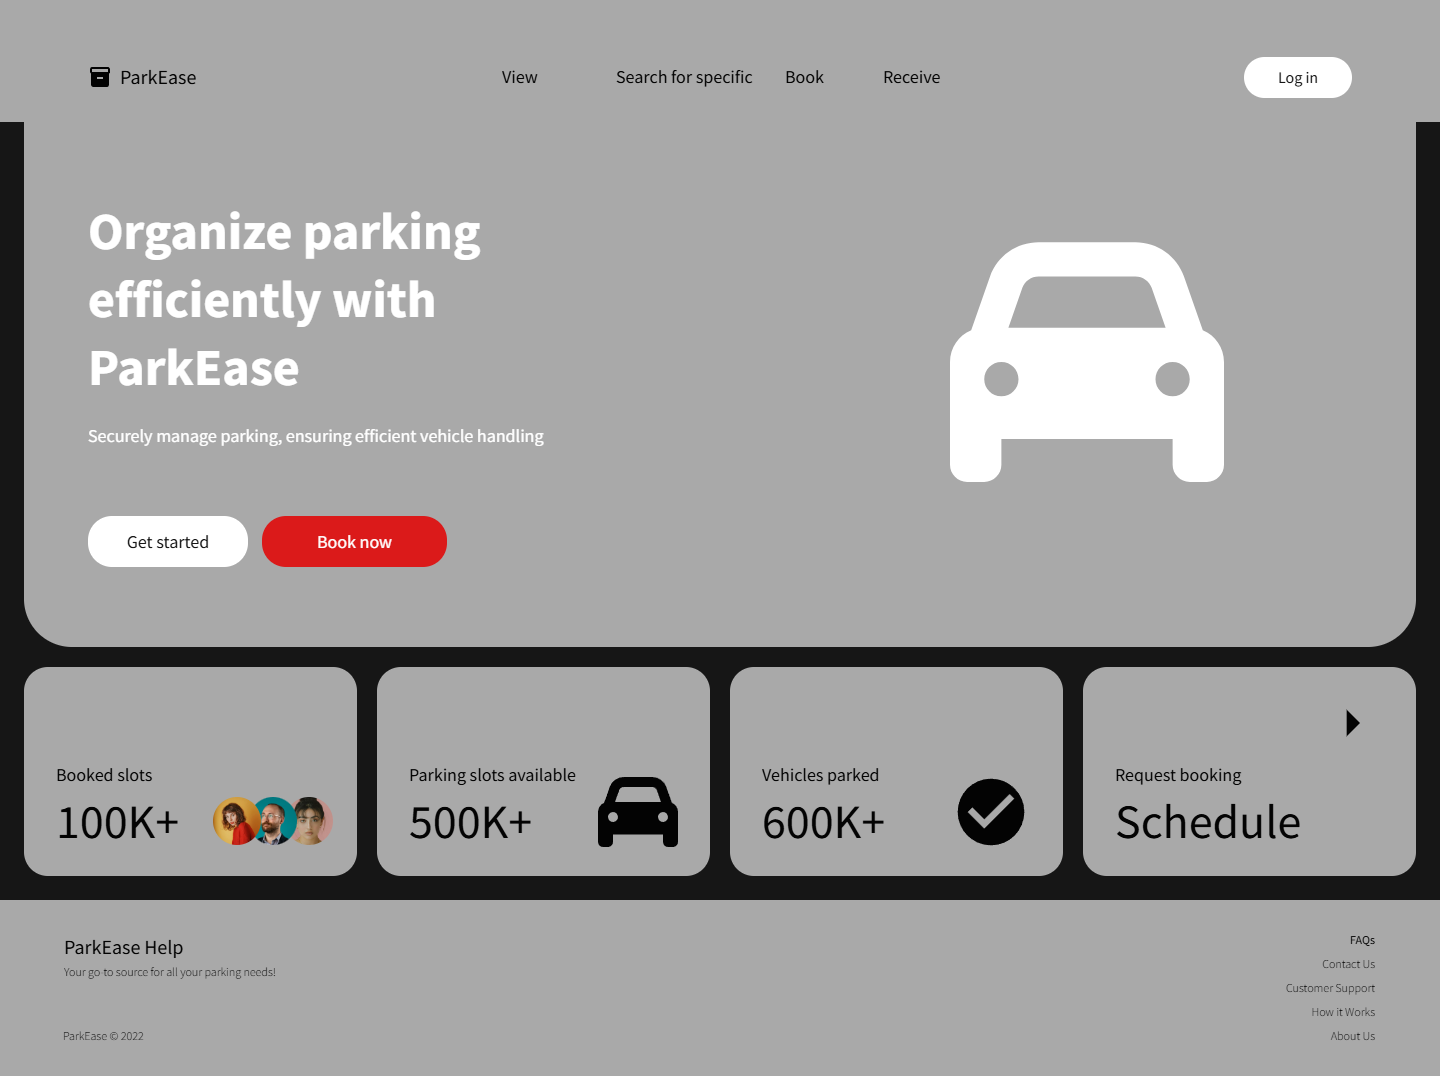 ParkEase
View
Search for specific
Book
Receive
Log in
Organize parking
efficiently with
ParkEase
Securely manage parking, ensuring efficient vehicle handling
Get started
Book now
Booked slots
100K+
Parking slots available
500K+
Vehicles parked
600K+
Request booking
Schedule
ParkEase Help
Your go-to source for all your parking needs!
ParkEase © 2022
FAQs
Contact Us
Customer Support
How it Works
About Us